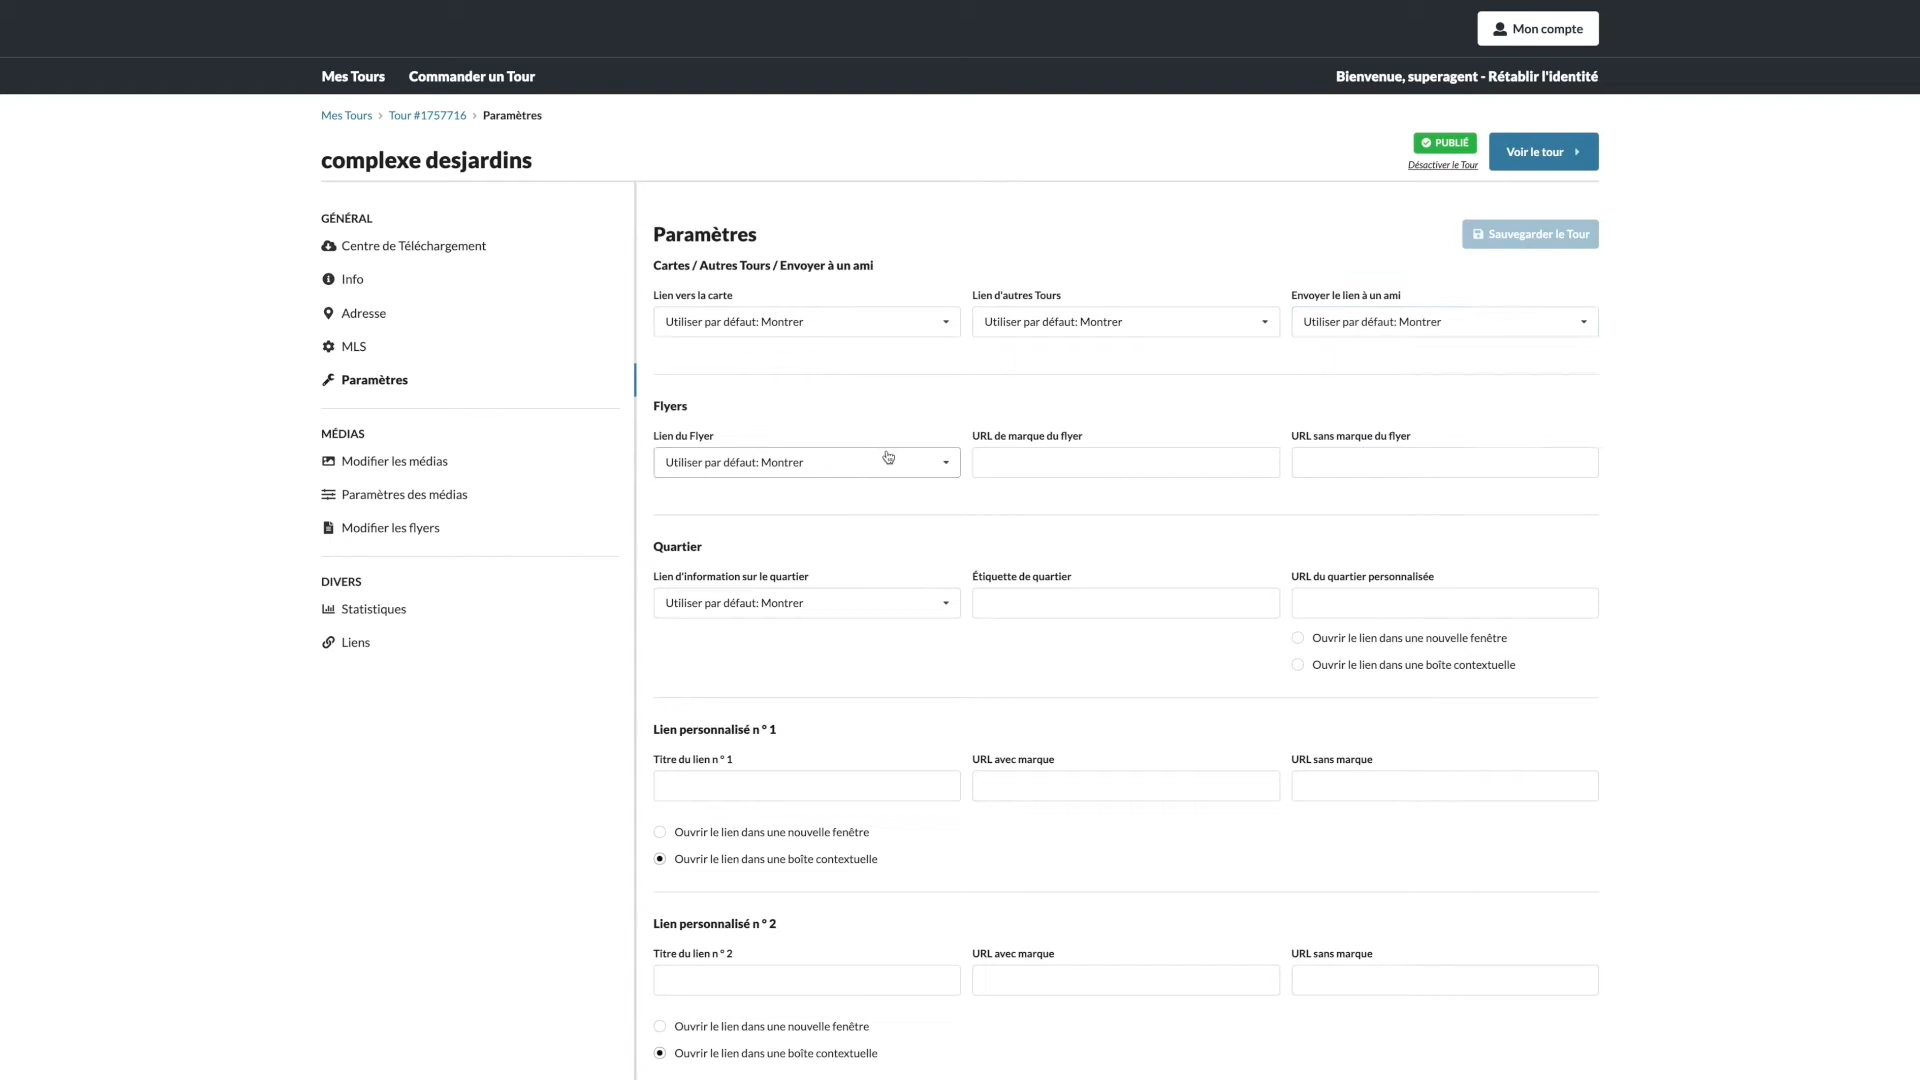 Mon compte
Mes Tours Commander un Tour Bienvenue, superagent - Rétablir l'identité
Mes Tours > Tour #1757716 > Paramètres
complexe desjardins
PUBLIÉ
Désactiver le Tour
Voir le tour
GÉNÉRAL
Centre de Téléchargement
Info
Adresse
MLS
Paramètres
MÉDIAS
Modifier les médias
Paramètres des médias
Modifier les flyers
DIVERS
Statistiques
Liens
Paramètres
Sauvegarder le Tour
Cartes / Autres Tours / Envoyer à un ami
Lien vers la carte Lien d'autres Tours Envoyer le lien à un ami
Utiliser par défaut: Montrer Utiliser par défaut: Montrer Utiliser par défaut: Montrer
Flyers
Lien du Flyer URL de marque du flyer URL sans marque du flyer
Utiliser par défaut: Montrer
Quartier
Lien d'information sur le quartier Étiquette de quartier URL du quartier personnalisée
Utiliser par défaut: Montrer
Ouvrir le lien dans une nouvelle fenêtre
Ouvrir le lien dans une boîte contextuelle
Lien personnalisé n ° 1
Titre du lien n ° 1 URL avec marque URL sans marque
Ouvrir le lien dans une nouvelle fenêtre
Ouvrir le lien dans une boîte contextuelle
Lien personnalisé n ° 2
Titre du lien n ° 2 URL avec marque URL sans marque
Ouvrir le lien dans une nouvelle fenêtre
Ouvrir le lien dans une boîte contextuelle